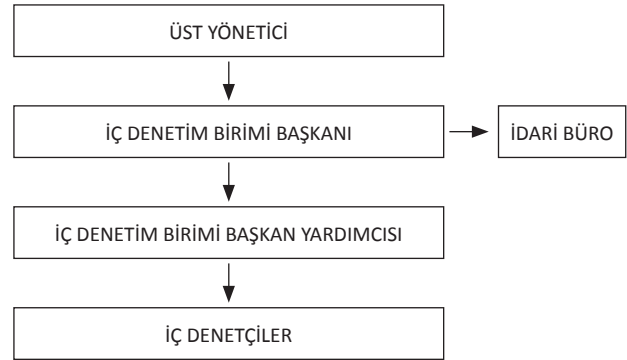 ÜST YÖNETİCİ
İÇ DENETİM BİRİMİ BAŞKANI
İDARİ BÜRO
İÇ DENETİM BİRİMİ BAŞKAN YARDIMCISI
İÇ DENETÇİLER